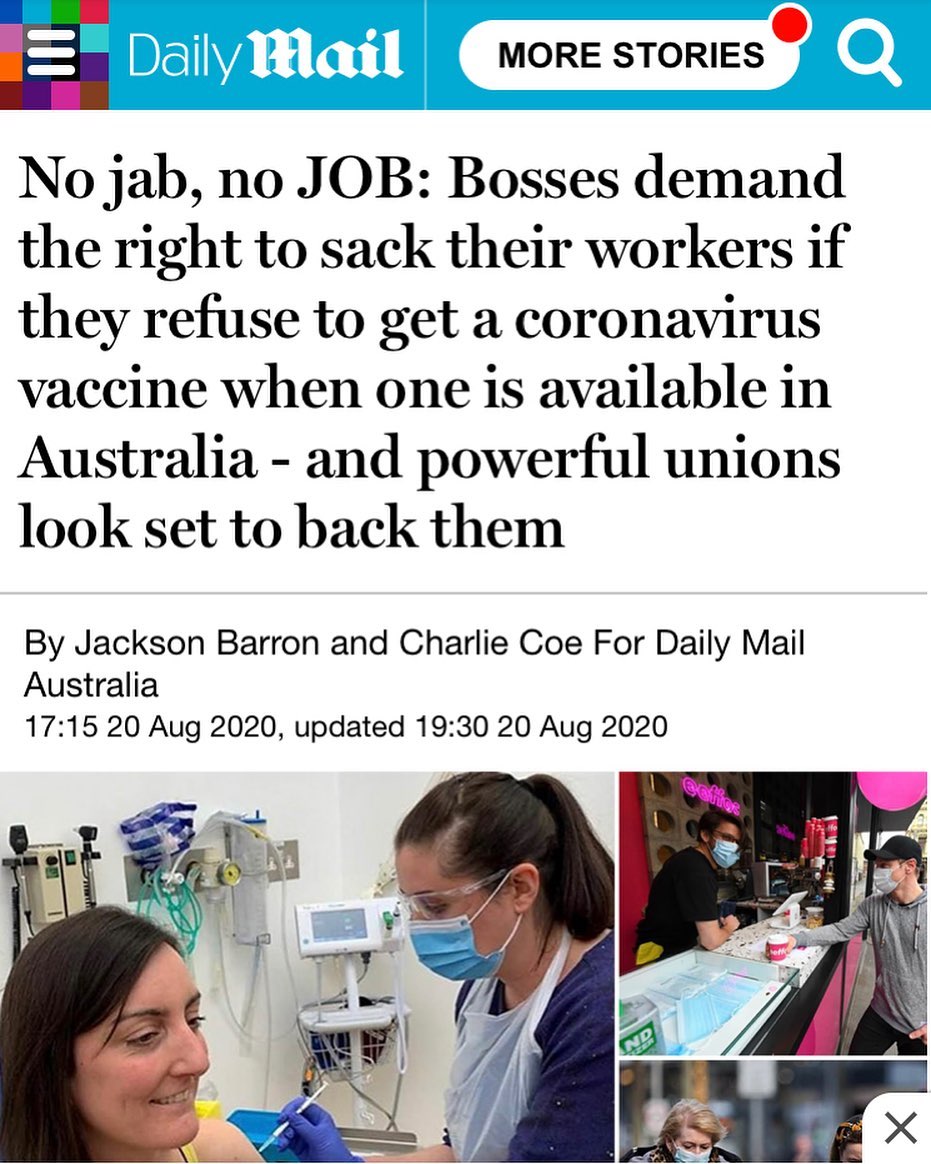 Daily Mail
MORE STORIES
No jab, no JOB: Bosses demand
the right to sack their workers if
they refuse to get a coronavirus
vaccine when one is available in
Australia - and powerful unions
look set to back them
By Jackson Barron and Charlie Coe For Daily Mail
Australia
17:15 20 Aug 2020, updated 19:30 20 Aug 2020